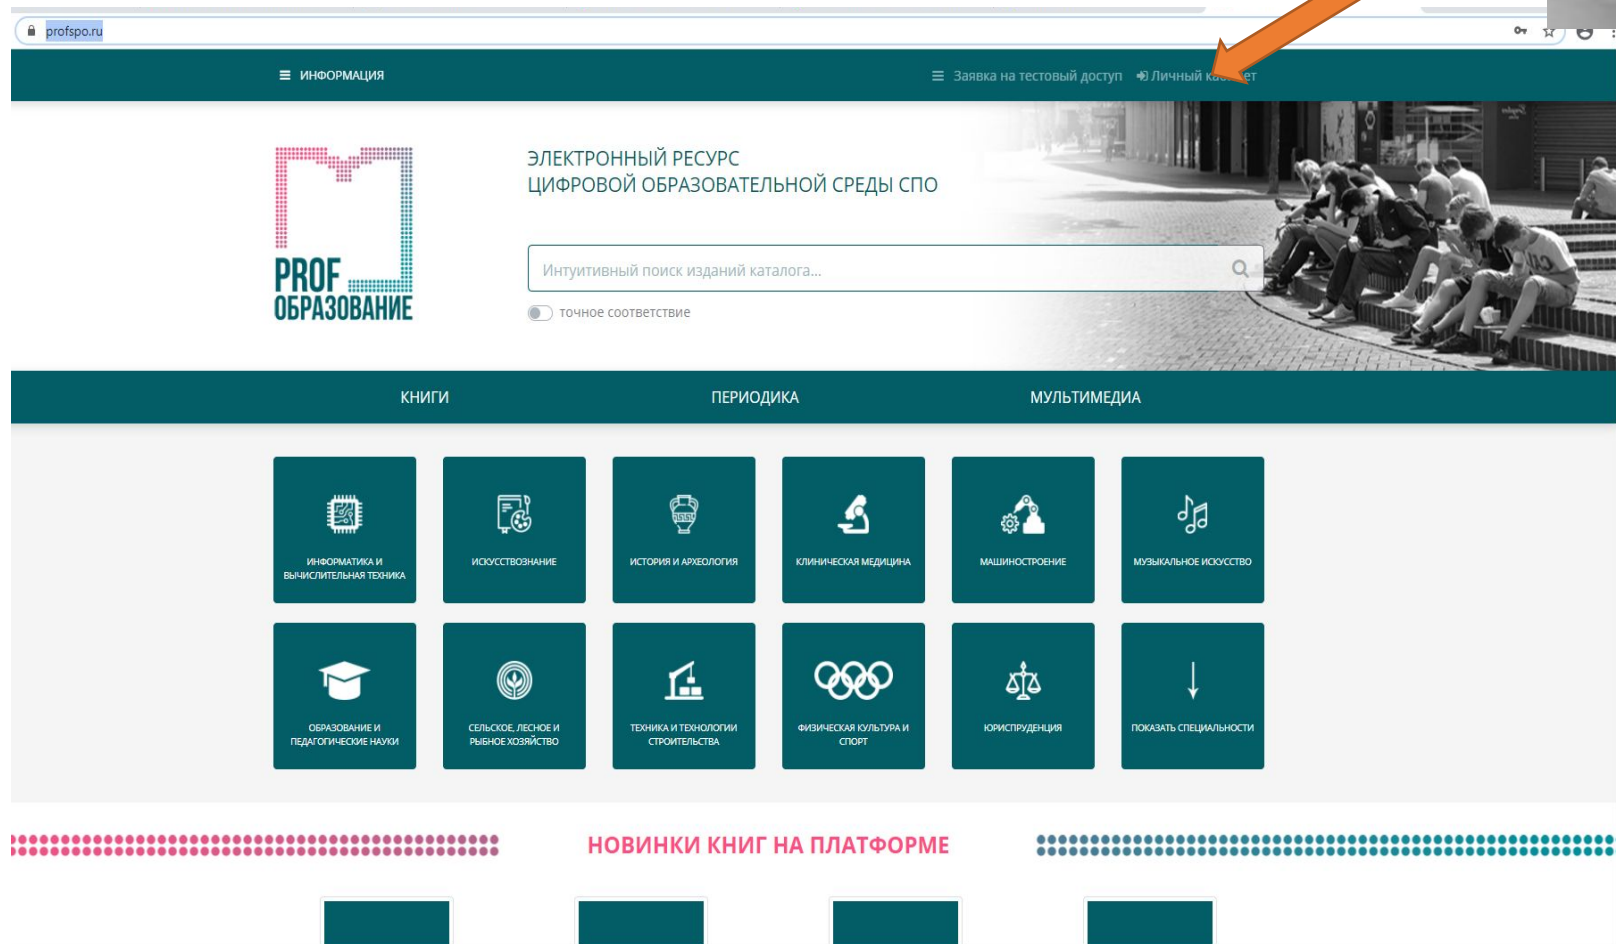 profspo.ru
ИНФОРМАЦИЯ
Заявка на тестовый доступ
Личный
PROF
ОБРАЗОВАНИЕ
ЭЛЕКТРОННЫЙ РЕСУРС
ЦИФРОВОЙ ОБРАЗОВАТЕЛЬНОЙ СРЕДЫ СПО
Интуитивный поиск изданий каталога...
точное соответствие
КНИГИ
ПЕРИОДИКА
МУЛЬТИМЕДИА
ИНФОРМАТИКА И
ВЫЧИСЛИТЕЛЬНАЯ ТЕХНИКА
ИСКУССТВОЗНАНИЕ
ИСТОРИЯ И АРХЕОЛОГИЯ
КЛИНИЧЕСКАЯ МЕДИЦИНА
МАШИНОСТРОЕНИЕ
МУЗЫКАЛЬНОЕ ИСКУССТВО
ОБРАЗОВАНИЕ И
ПЕДАГОГИЧЕСКИЕ НАУКИ
СЕЛЬСКОЕ, ЛЕСНОЕ И
РЫБНОЕ ХОЗЯЙСТВО
ТЕХНИКА И ТЕХНОЛОГИИ
СТРОИТЕЛЬСТВА
ФИЗИЧЕСКАЯ КУЛЬТУРА И
СПОРТ
ЮРИСПРУДЕНЦИЯ
ПОКАЗАТЬ СПЕЦИАЛЬНОСТИ
НОВИНКИ КНИГ НА ПЛАТФОРМЕ